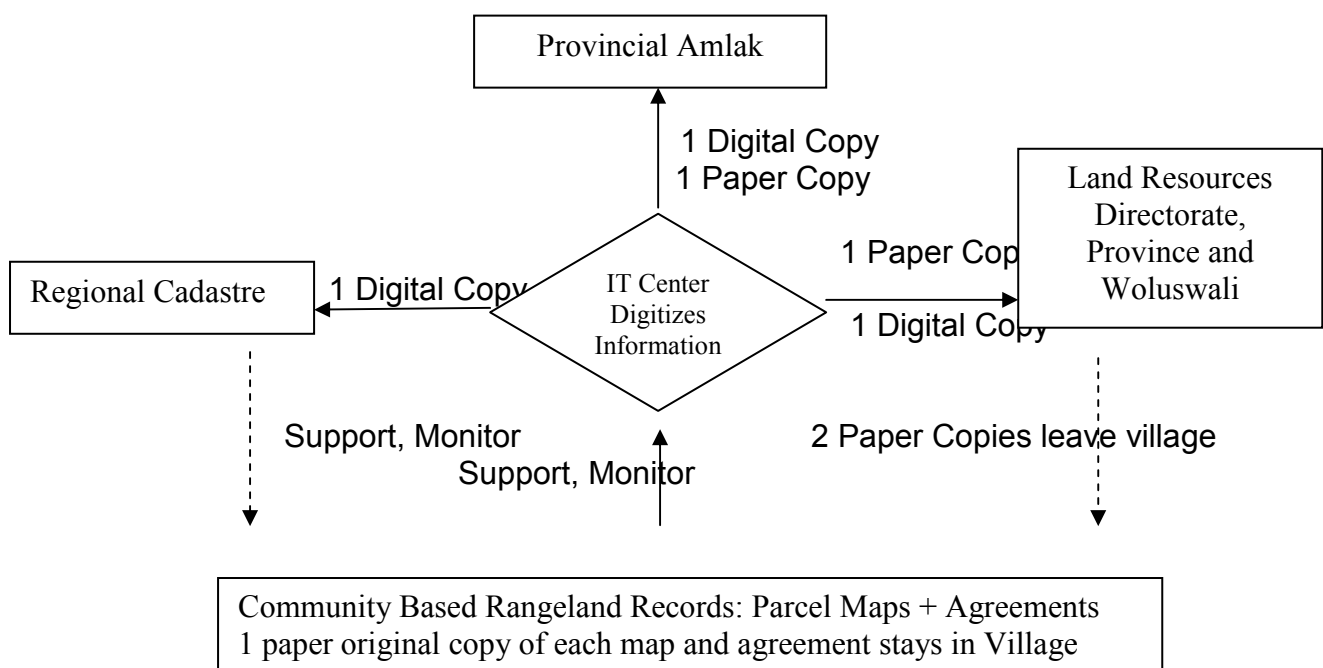 Provincial Amlak
1 Digital Copy
1 Paper Copy
Land Resources
Directorate,
Province and
Woluswali
1 Paper Cop
Regional Cadastre
1 Digital Copy
IT Center
Digitizes
Information
1 Digital Copy
Support, Monitor
2 Paper Copies leave village
Support, Monitor
Community Based Rangeland Records: Parcel Maps + Agreements
1 paper original copy of each map and agreement stays in Village